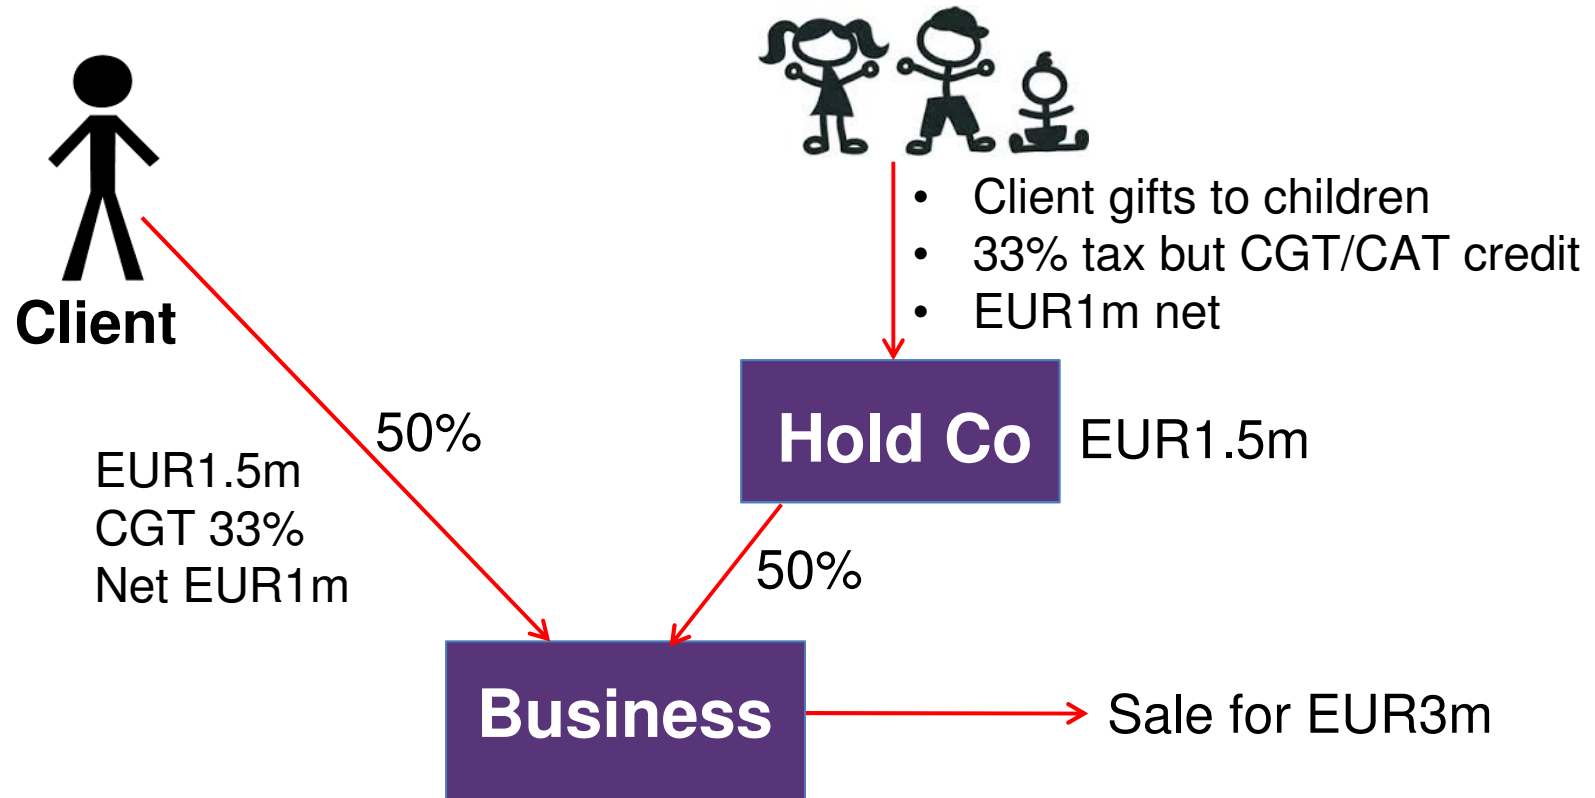 • Client gifts to children
• 33% tax but CGT/CAT credit
• EUR1m net
Client
50%
Hold Co
EUR1.5m
EUR1.5m
CGT 33%
Net EUR1m
50%
Business
Sale for EUR3m